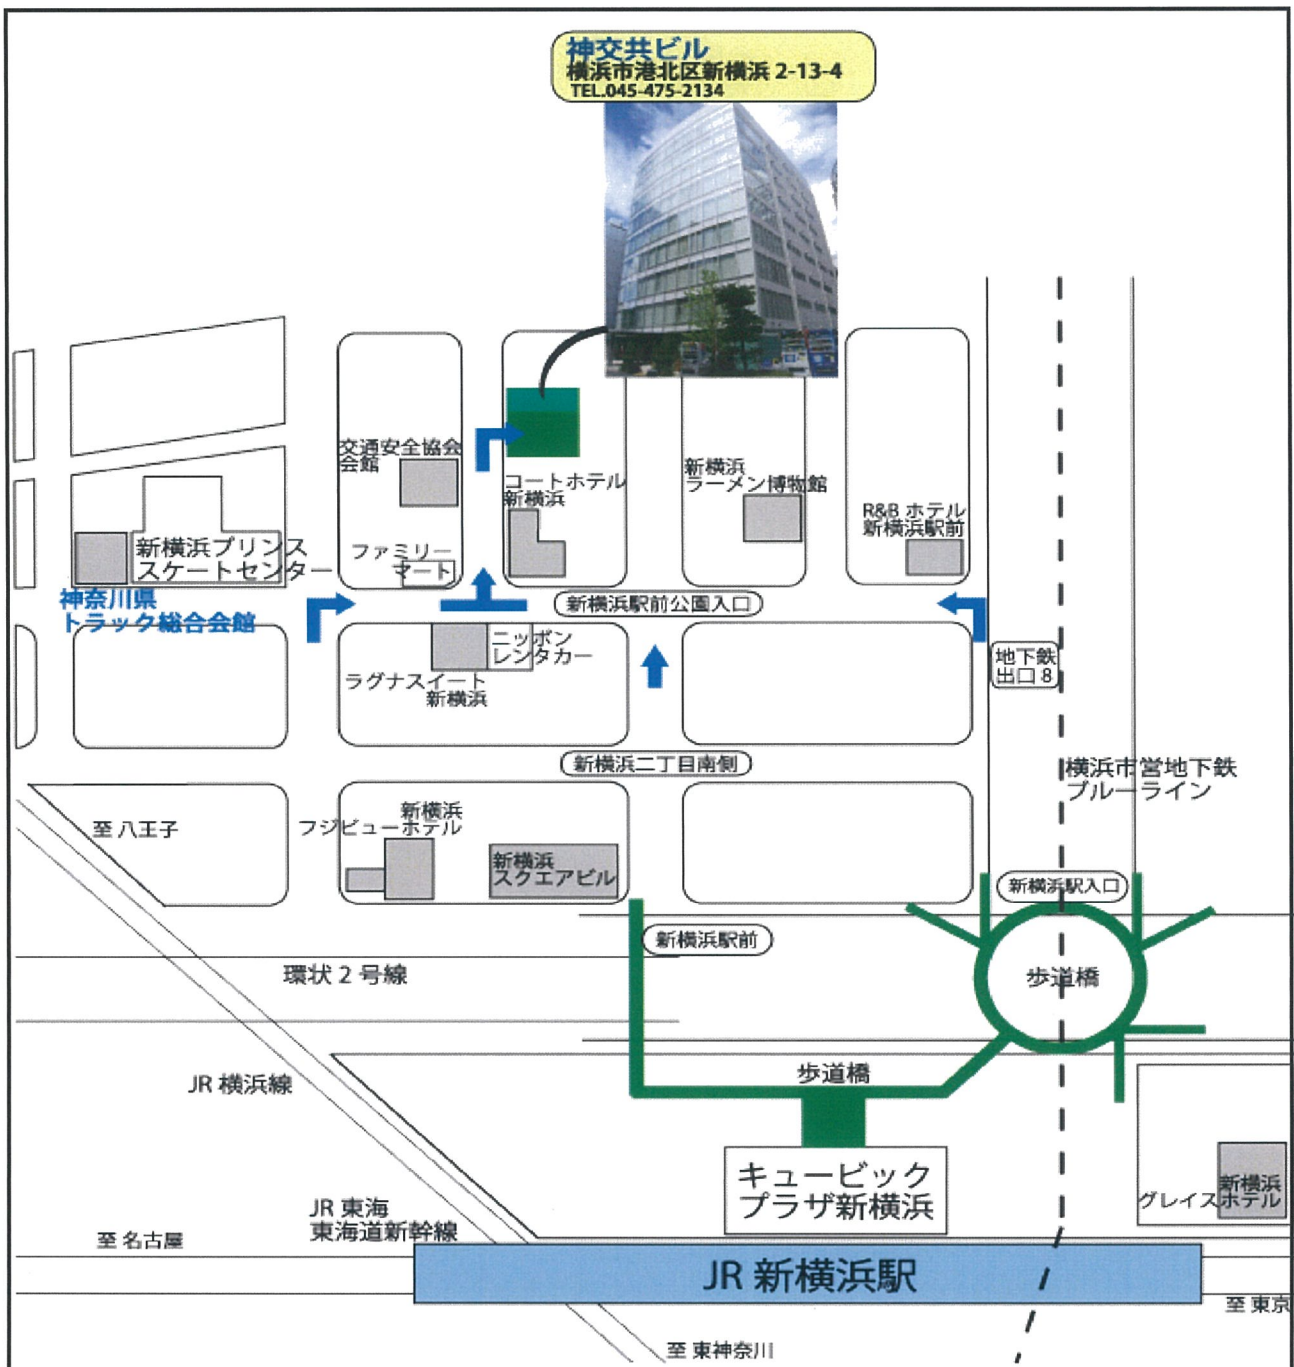 神交共ビル
横浜市港北区新横浜 2-13-4
TEL.045-475-2134
交通安全協会
会館
コートホテル
新横浜
新横浜
ラーメン博物館
R&B ホテル
新横浜駅前
新横浜プリンス
スケートセンター
ファミリー
マート
神奈川県
トラック総合会館
新横浜駅前公園入口
ニッポン
レンタカー
ラグナスイート
新横浜
地下鉄
出口 8
新横浜二丁目南側
横浜市営地下鉄
ブルーライン
至 八王子
新横浜
フジビューホテル
新横浜
スクエアビル
新横浜駅入口
新横浜駅前
環状 2 号線
歩道橋
JR 横浜線
歩道橋
キュービック
プラザ新横浜
新横浜
グレイスホテル
JR 東海
東海道新幹線
至 名古屋
JR 新横浜駅
至 東京
至 東神奈川